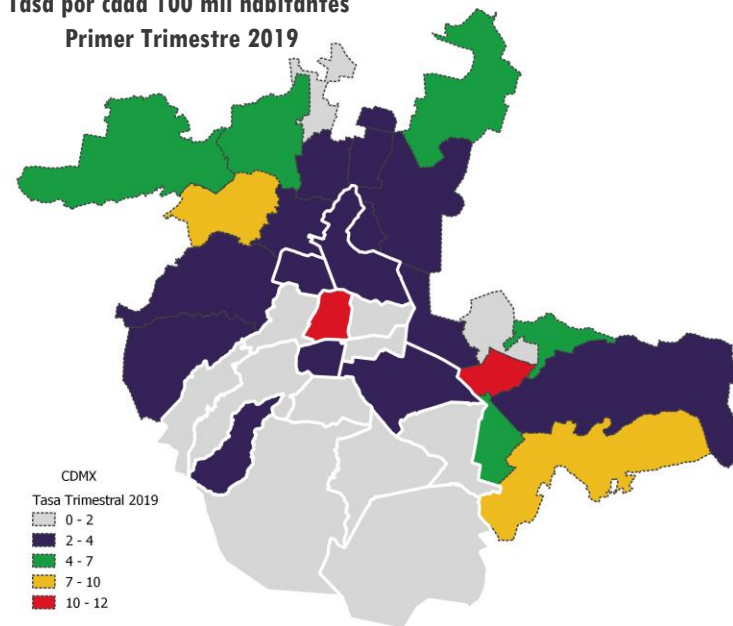 Tasa por cada 100 mil habitantes
Primer Trimestre 2019
CDMX
Tasa Trimestral 2019
0 - 2
2 - 4
4 - 7
7 - 10
10 - 12